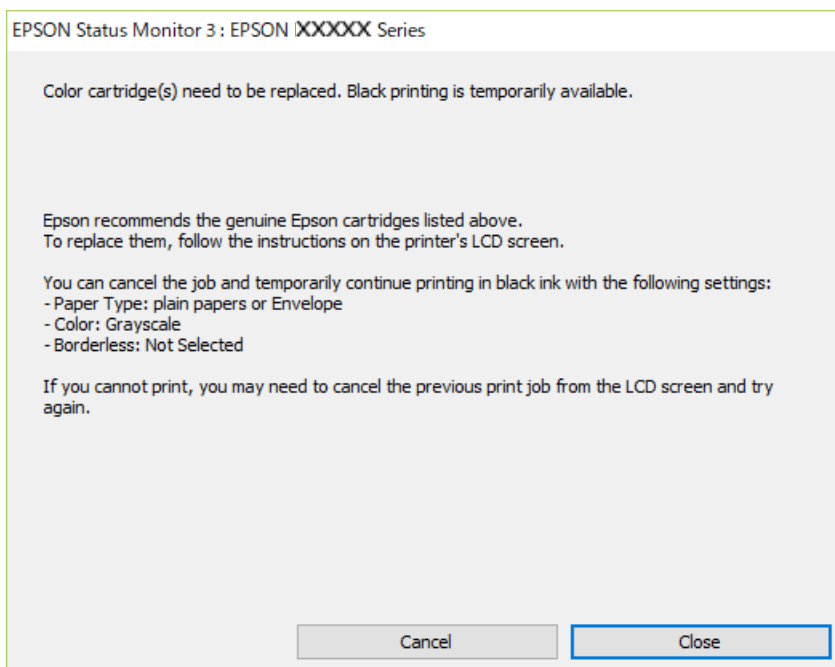 EPSON Status Monitor 3 : EPSON XXXXX Series
Color cartridge(s) need to be replaced. Black printing is temporarily available.
Epson recommends the genuine Epson cartridges listed above.
To replace them, follow the instructions on the printer's LCD screen.
You can cancel the job and temporarily continue printing in black ink with the following settings:
- Paper Type: plain papers or Envelope
- Color: Grayscale
- Borderless: Not Selected
If you cannot print, you may need to cancel the previous print job from the LCD screen and try
again.
Cancel
Close